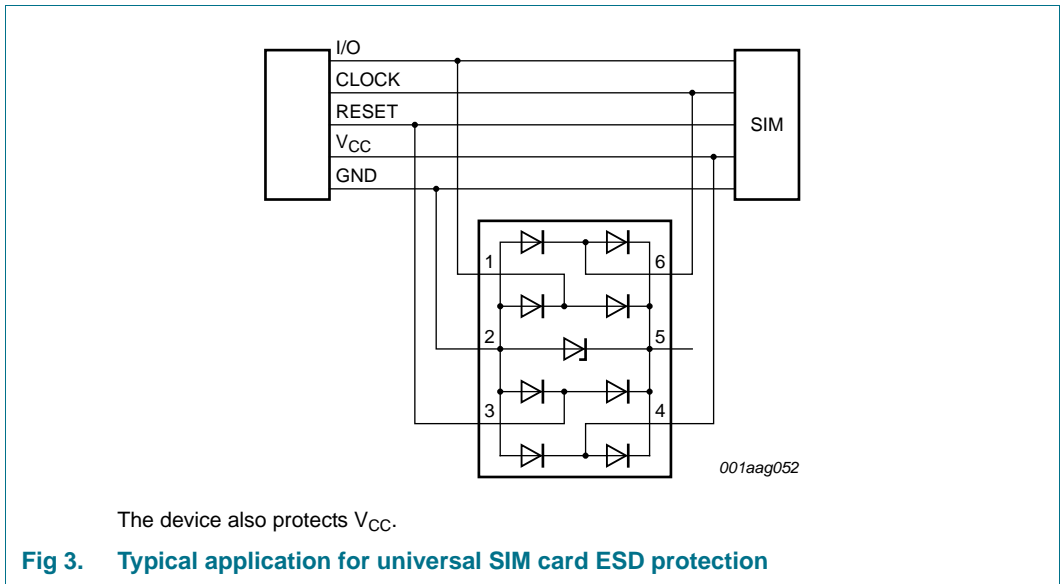 I/O
CLOCK
RESET
VCC
GND
SIM
1
6
2
5
3
4
001aag052
The device also protects VCC.
Fig 3. Typical application for universal SIM card ESD protection